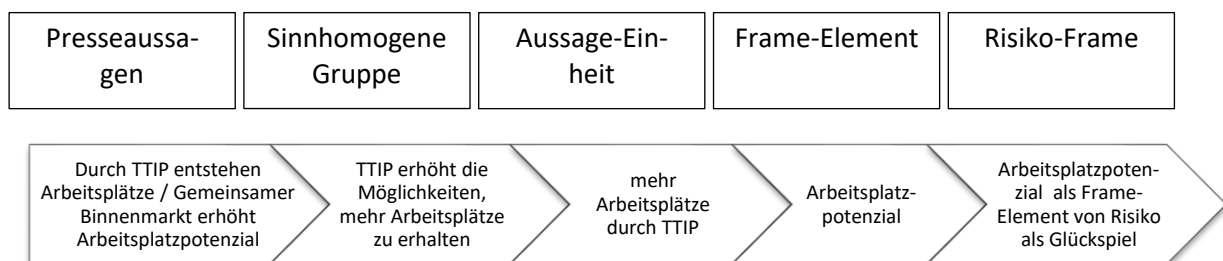 Presseaussa-
gen
Sinnhomogene
Gruppe
Aussage-Ein-
heit
Frame-Element
Risiko-Frame
Durch TTIP entstehen
Arbeitsplätze / Gemeinsamer
Binnenmarkt erhöht
Arbeitsplatzpotenzial
TTIP erhöht die
Möglichkeiten,
mehr Arbeitsplätze
zu erhalten
mehr
Arbeitsplätze
durch TTIP
Arbeitsplatz-
potenzial
Arbeitsplatzpoten-
zial als Frame-
Element von Risiko
als Glückspiel